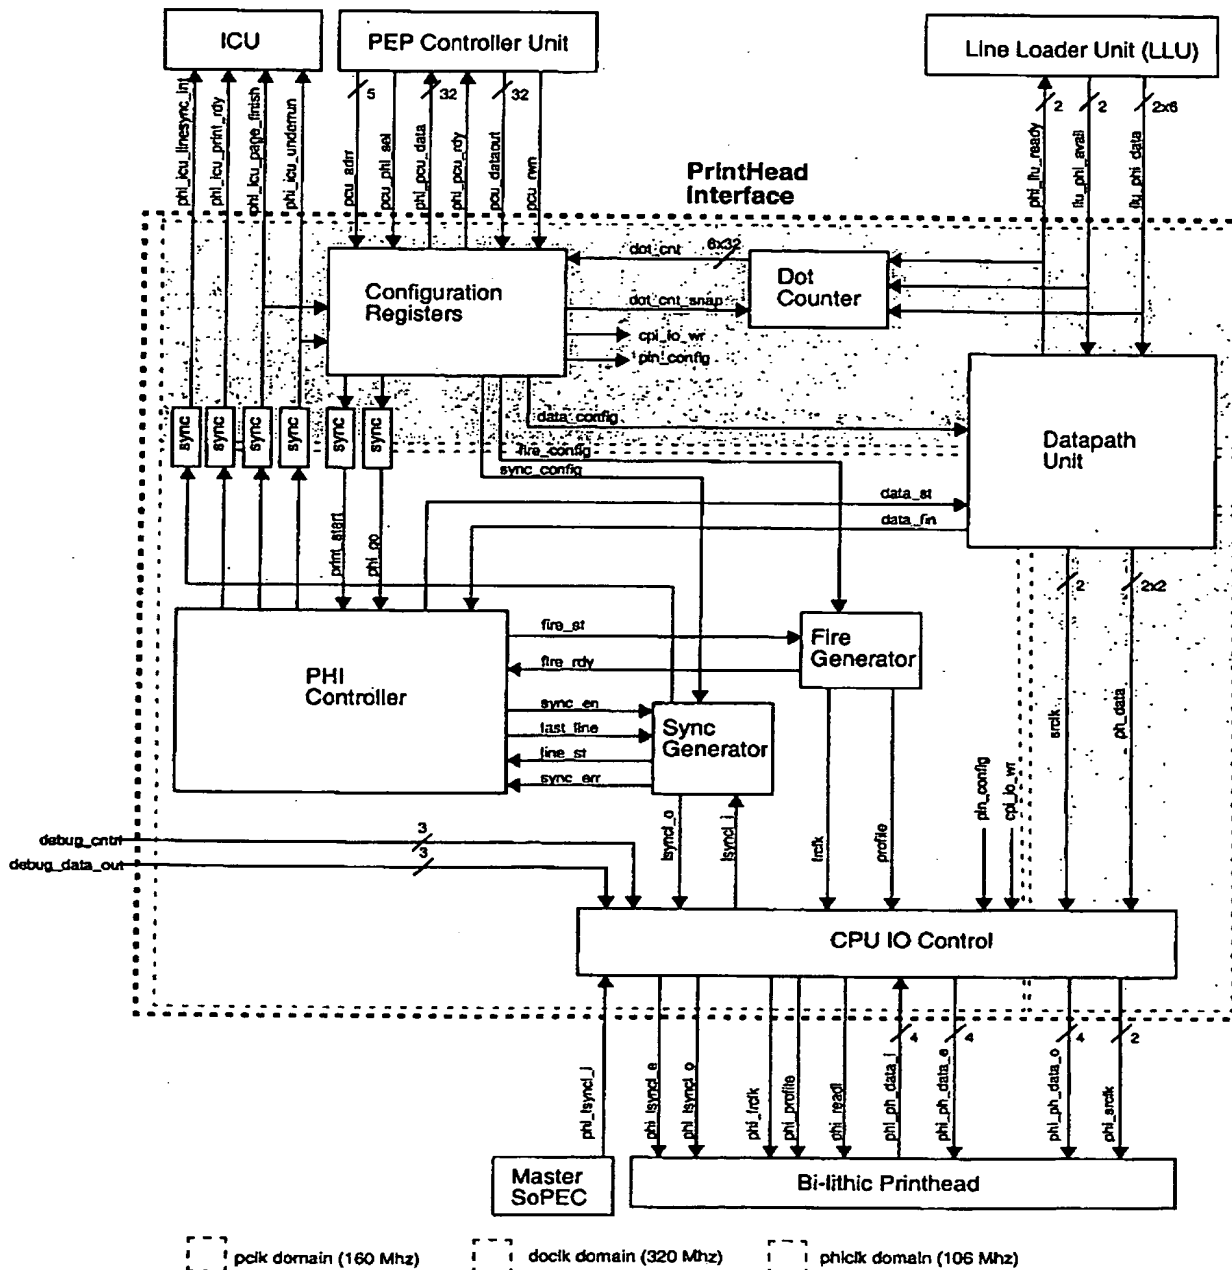 ICU
PEP Controller Unit
Line Loader Unit (LLU)
phi_icu_linesync_int
phi_icu_print_rdy
phi_icu_page_finish
phi_icu_underrun
5
32
32
pcu_adrr
pcu_phi_sel
phi_pcu_data
phi_pcu_rdy
pcu_dataout
pcu_rwn
2
2
2x6
phi_llu_ready
llu_phi_avail
llu_phi_data
PrintHead
Interface
Configuration
Registers
dot_cnt
6x32
dot_cnt_snap
cpi_io_wr
pin_config
Dot
Counter
sync
sync
sync
sync
sync
sync
data_config
fire_config
sync_config
Datapath
Unit
data_st
data_fin
print_start
phi_go
2
2x2
srclk
ph_data
PHI
Controller
fire_st
fire_rdy
Fire
Generator
sync_en
last_line
line_st
sync_err
Sync
Generator
lsyncl_o
lsyncl_i
frclk
profile
pin_config
cpi_io_wr
debug_cntrl
3
debug_data_out
3
CPU IO Control
4
4
4
2
phi_lsyncl_i
phi_lsyncl_e
phi_lsyncl_o
phi_frclk
phi_profile
phi_readl
phi_ph_data_i
phi_ph_data_e
phi_ph_data_o
phi_srclk
Master
SoPEC
Bi-lithic Printhead
pclk domain (160 Mhz)
doclk domain (320 Mhz)
phiclk domain (106 Mhz)